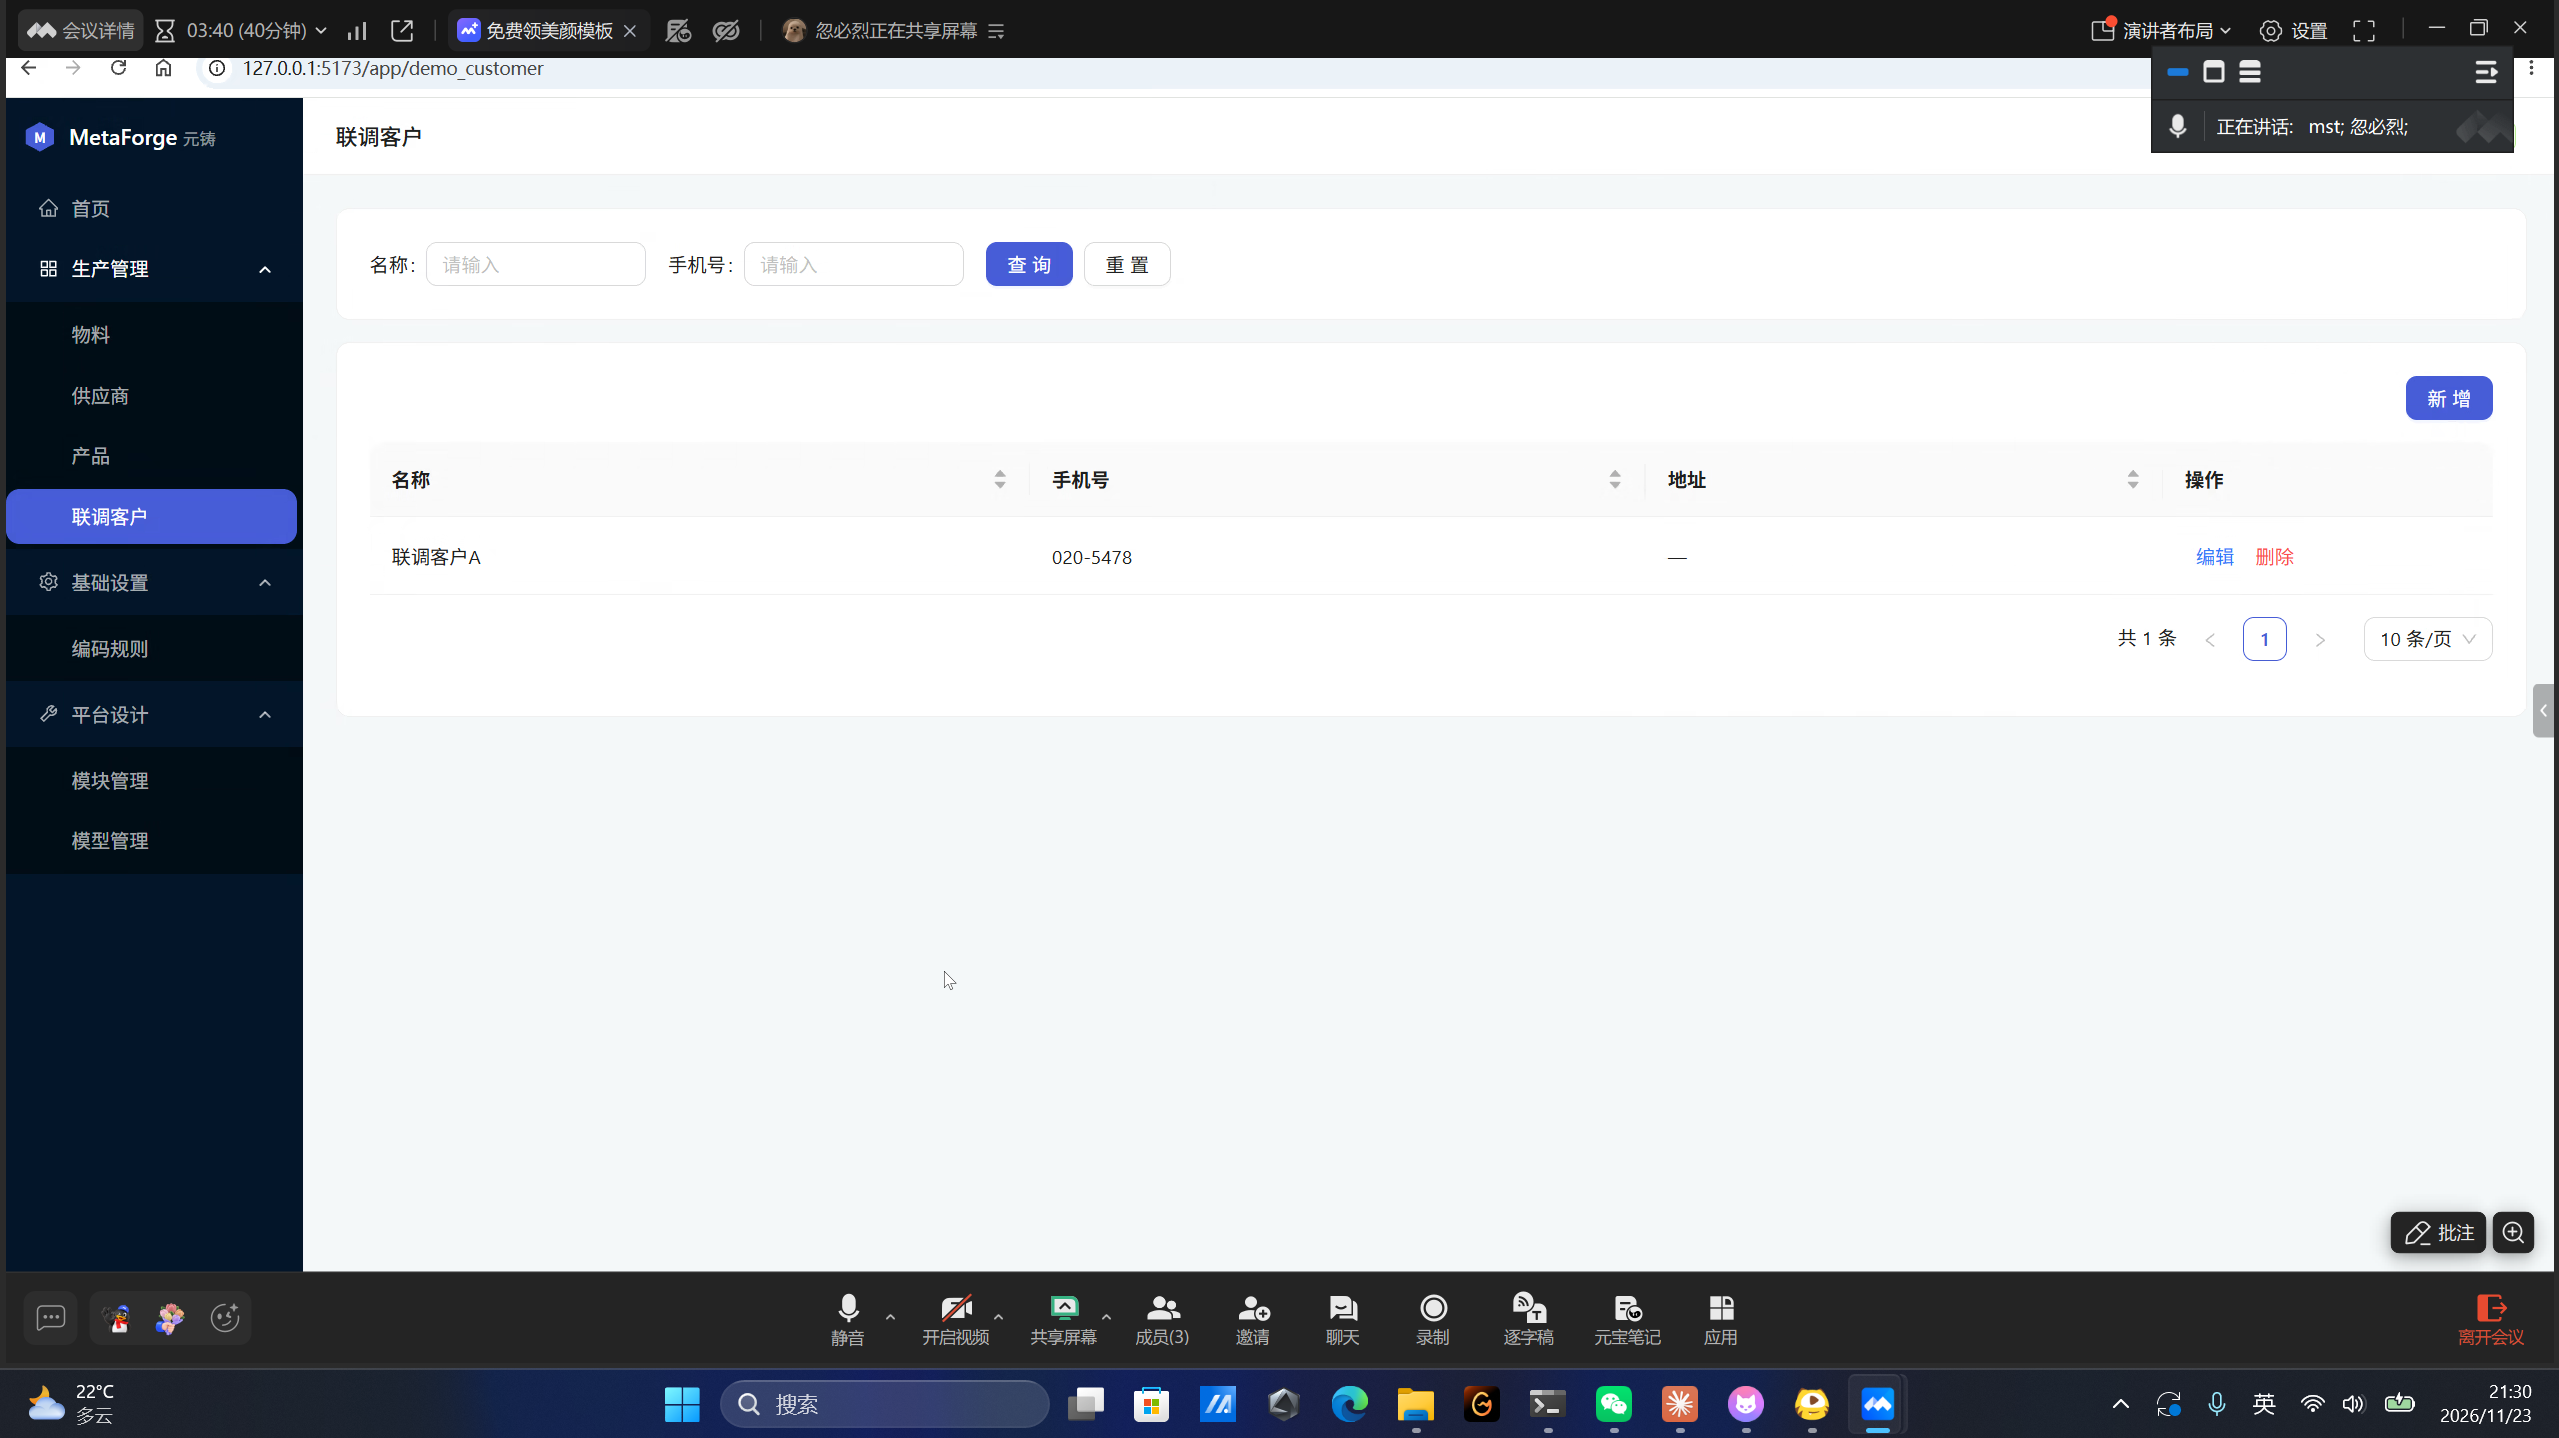 会议详情
03:40 (40分钟)
免费领美颜模板
忽必烈正在共享屏幕
演讲者布局
设置
127.0.0.1:5173/app/demo_customer
正在讲话: mst; 忽必烈;
M MetaForge 元铸
联调客户
首页
生产管理
物料
供应商
产品
联调客户
基础设置
编码规则
平台设计
模块管理
模型管理
名称: 请输入 手机号: 请输入 查 询 重 置
新 增
名称 手机号 地址 操作
联调客户A 020-5478 — 编辑 删除
共 1 条 1 10 条/页
批注
静音
开启视频
共享屏幕
成员(3)
邀请
聊天
录制
逐字稿
元宝笔记
应用
离开会议
22°C
多云
搜索
英
21:30
2026/11/23